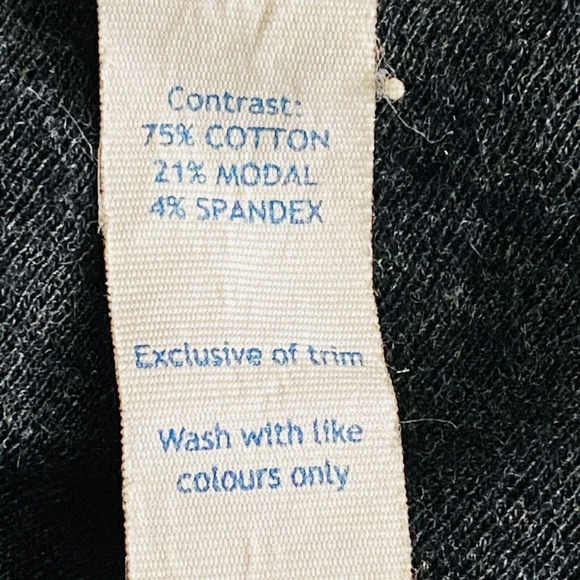 Contrast:
75% COTTON
21% MODAL
4% SPANDEX
Exclusive of trim
Wash with like
colours only